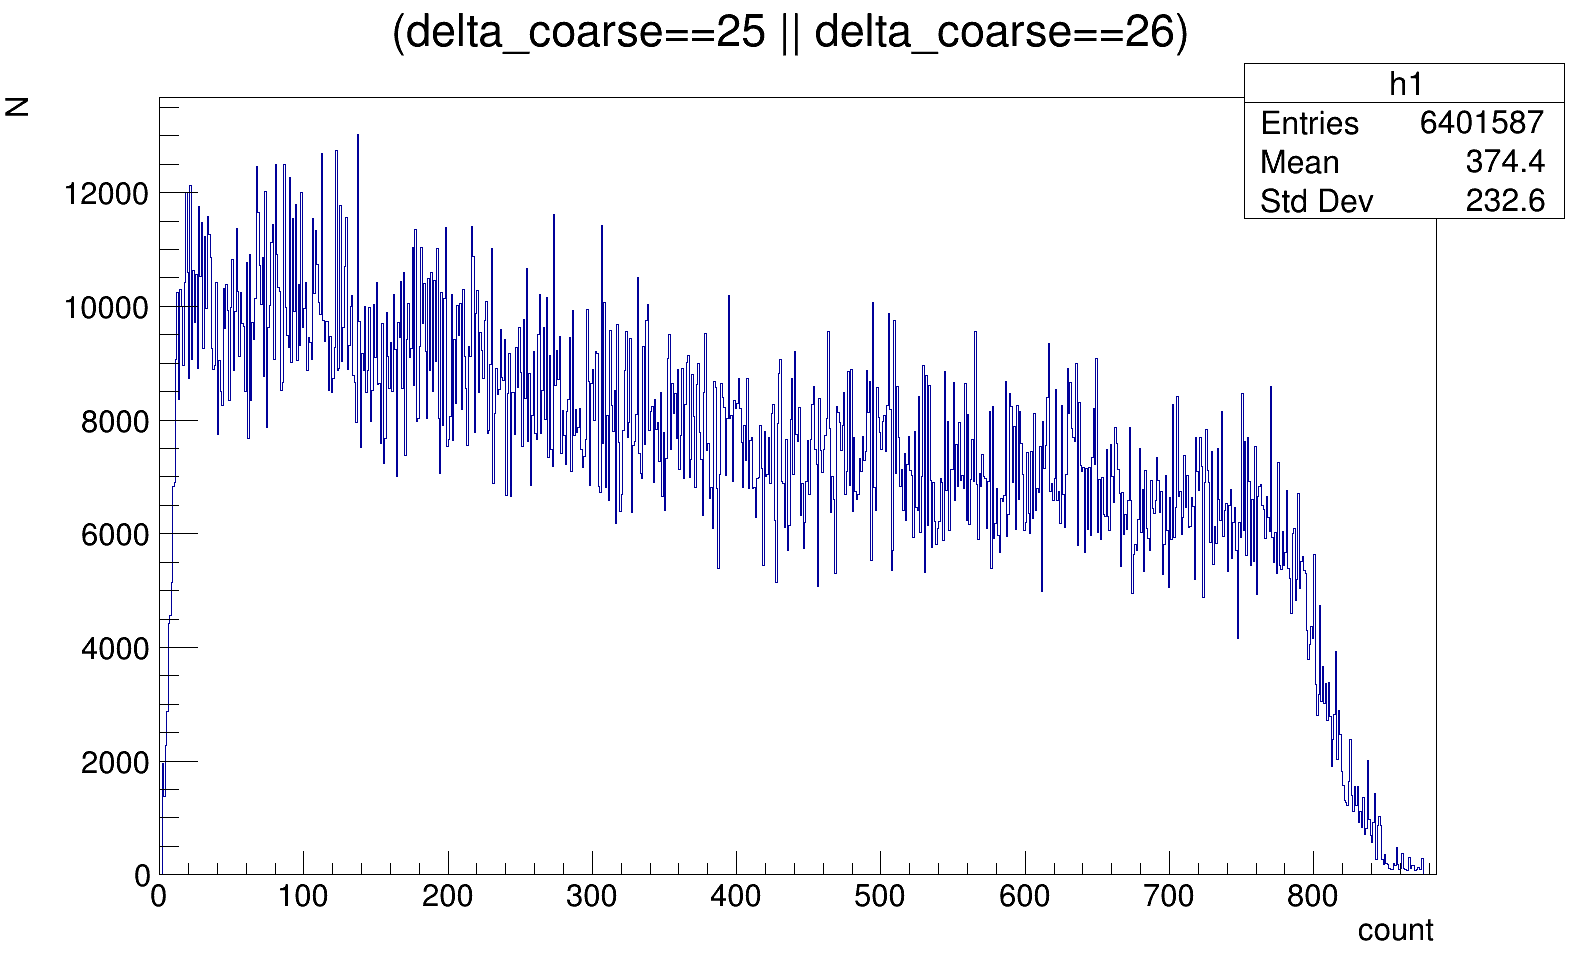 (delta_coarse==25 || delta_coarse==26)
h1
Entries 6401587
Mean 374.4
Std Dev 232.6
N
12000
10000
8000
6000
4000
2000
0
0 100 200 300 400 500 600 700 800
count